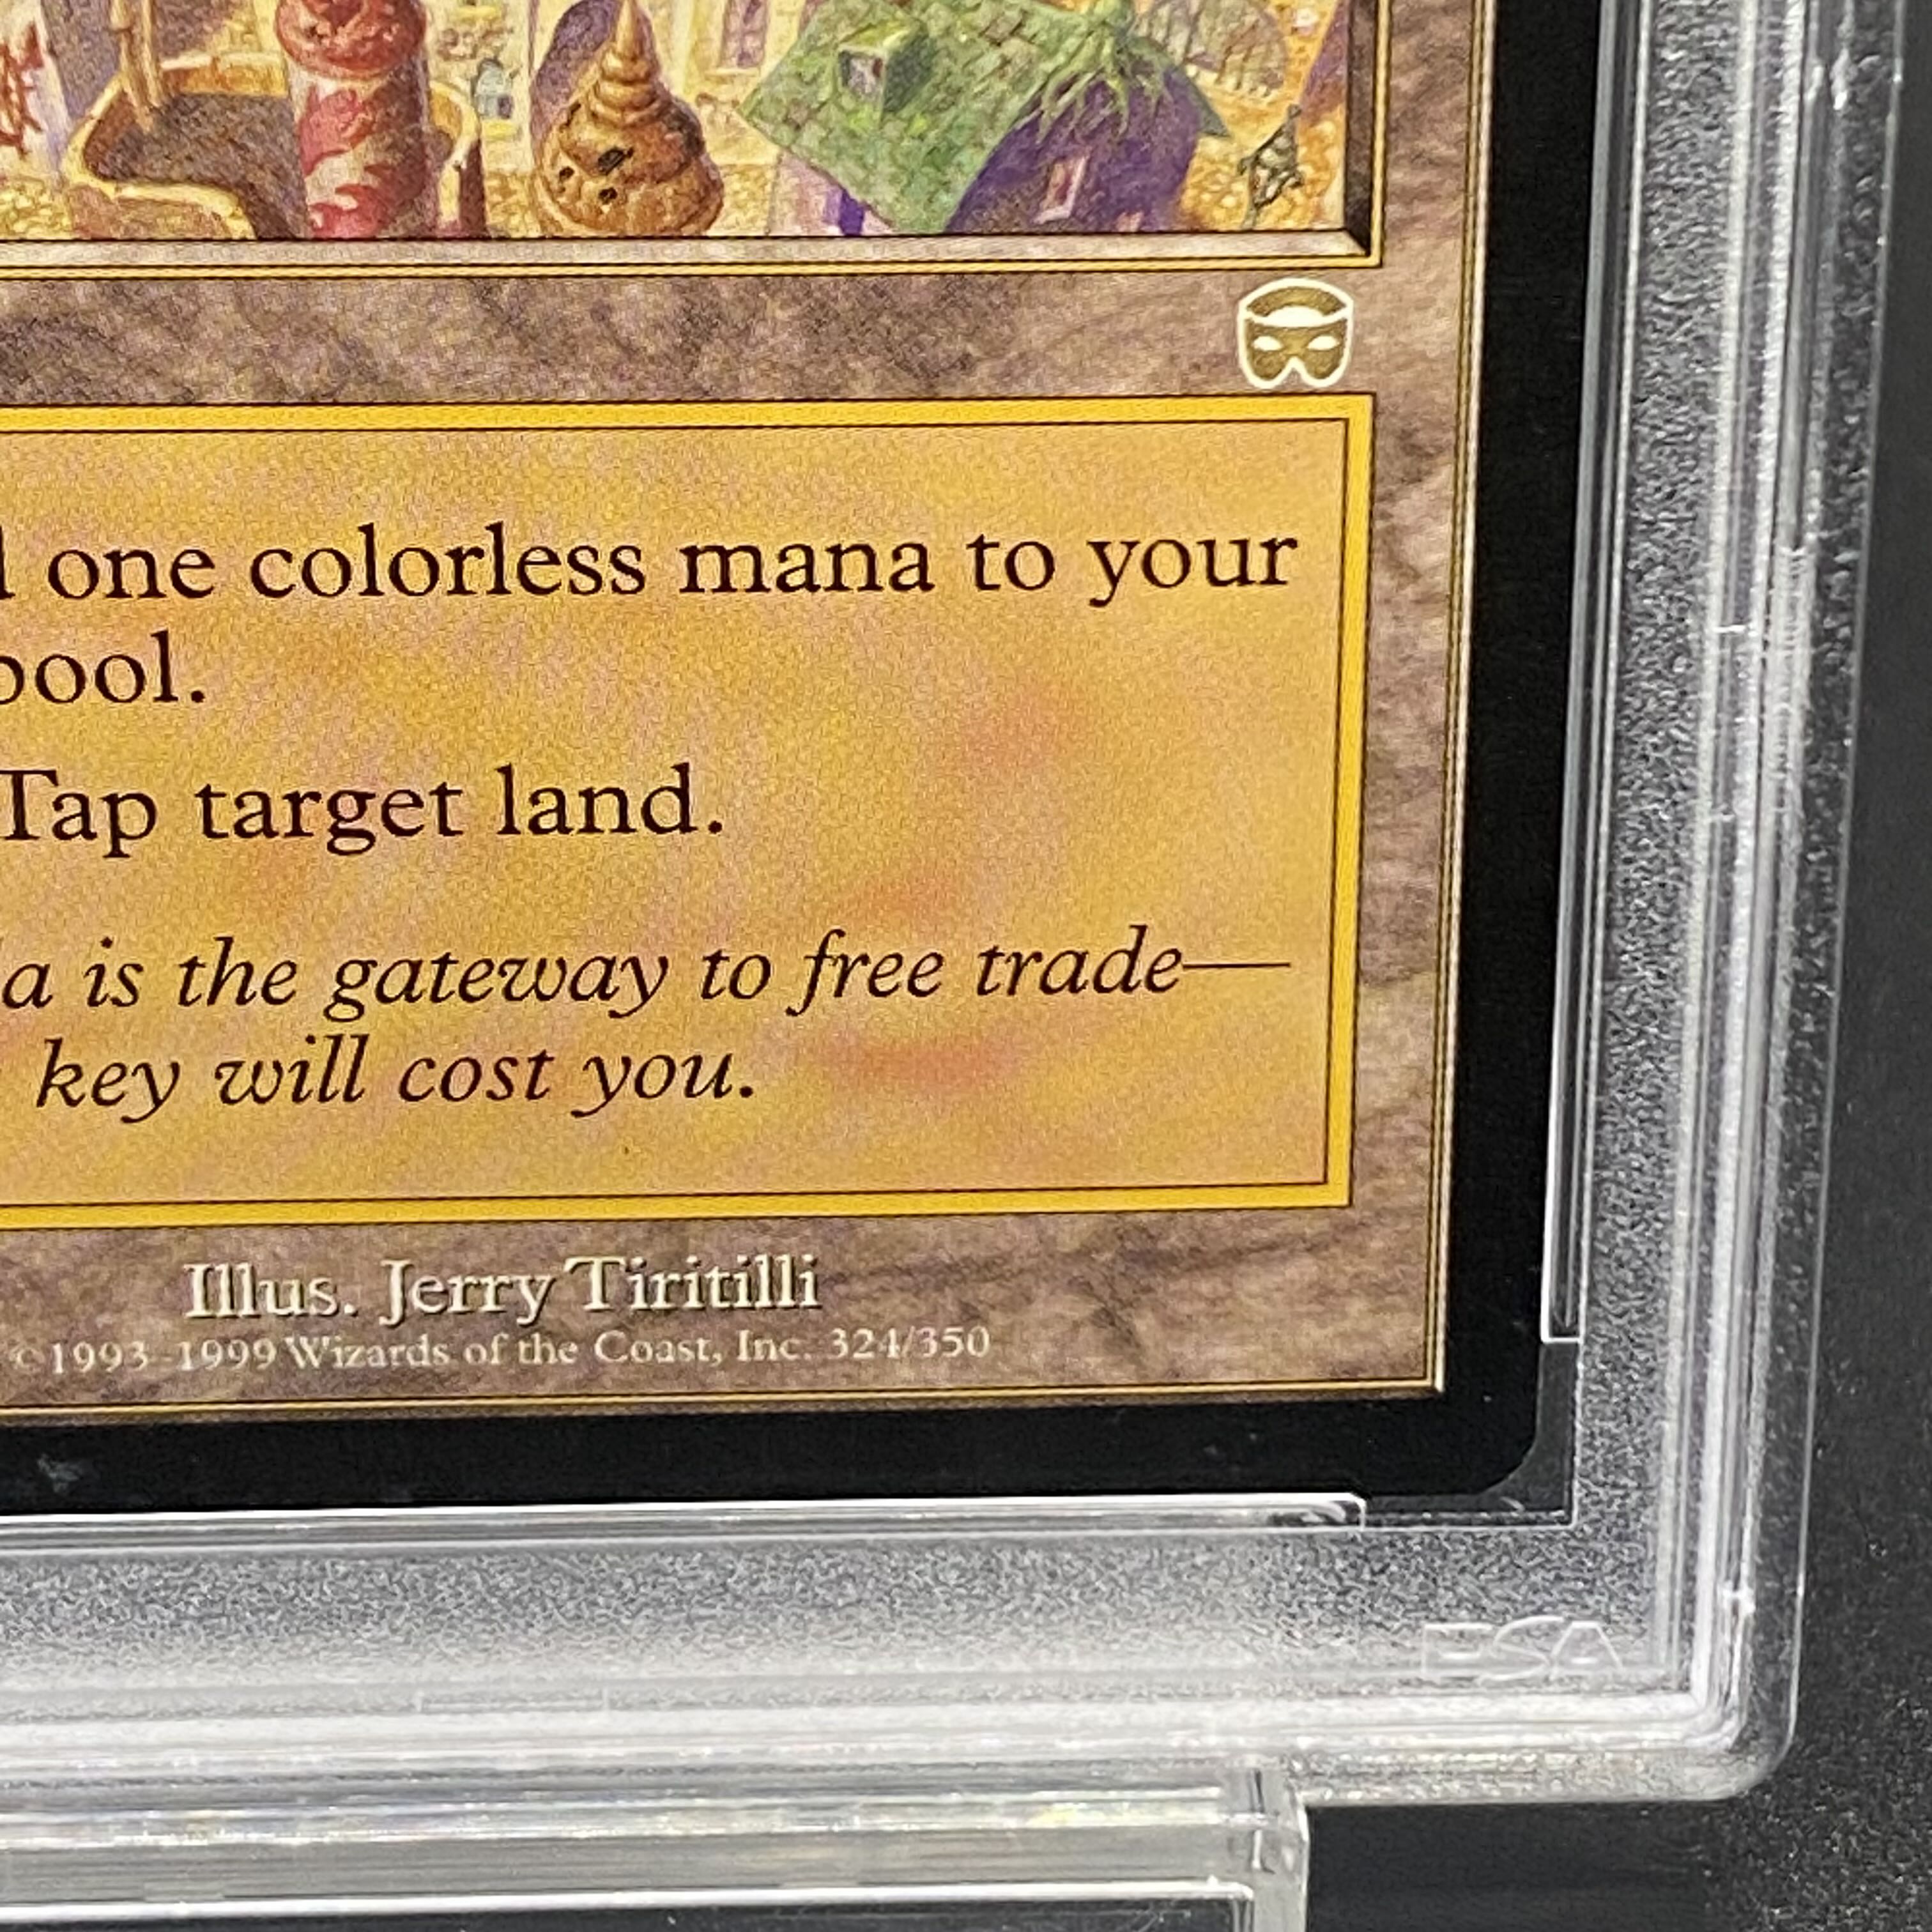 one colorless mana to your
pool.
Tap target land.
is the gateway to free trade—
key will cost you.
Illus. Jerry Tiritilli
©1993-1999 Wizards of the Coast, Inc. 324/350